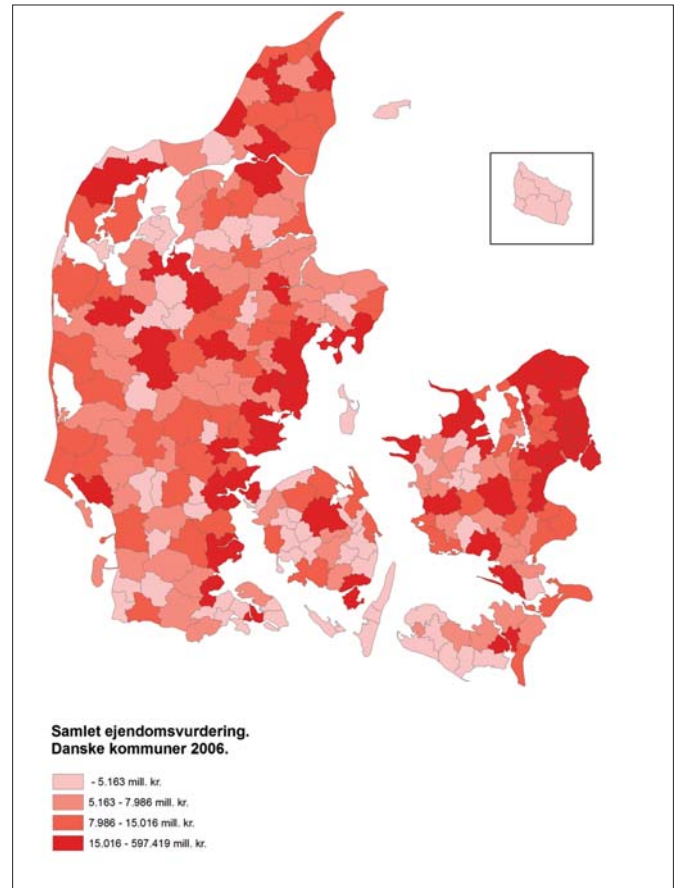 Samlet ejendomsvurdering.
Danske kommuner 2006.
- 5.163 mill. kr.
5.163 - 7.986 mill. kr.
7.986 - 15.016 mill. kr.
15.016 - 597.419 mill. kr.